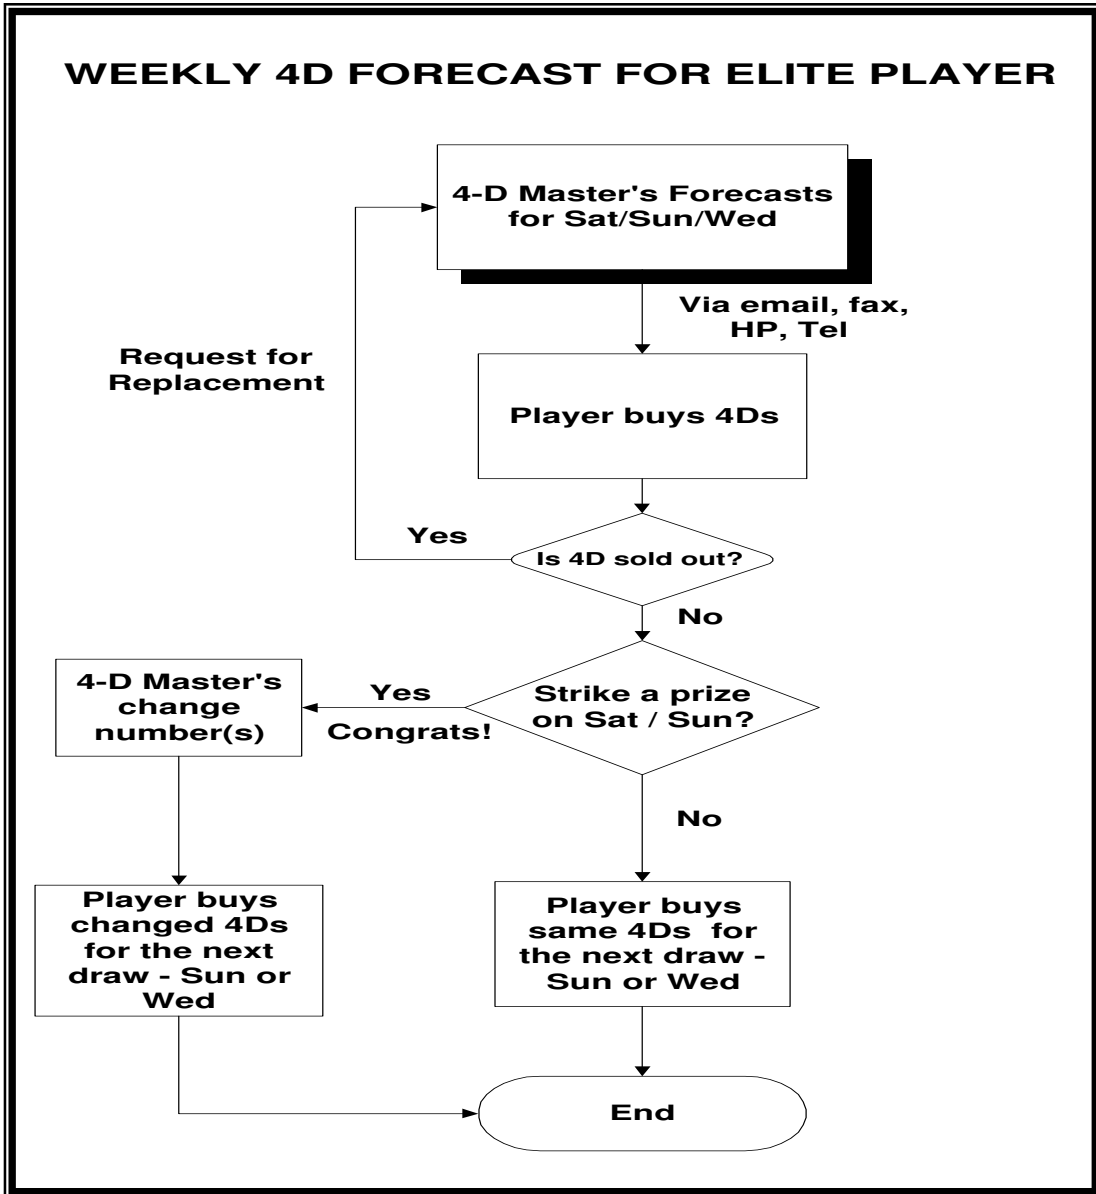 WEEKLY 4D FORECAST FOR ELITE PLAYER
4-D Master's Forecasts
for Sat/Sun/Wed
Via email, fax,
HP, Tel
Request for
Replacement
Player buys 4Ds
Yes
Is 4D sold out?
No
4-D Master's
change
number(s)
Yes
Congrats!
Strike a prize
on Sat / Sun?
No
Player buys
changed 4Ds
for the next
draw - Sun or
Wed
Player buys
same 4Ds for
the next draw -
Sun or Wed
End